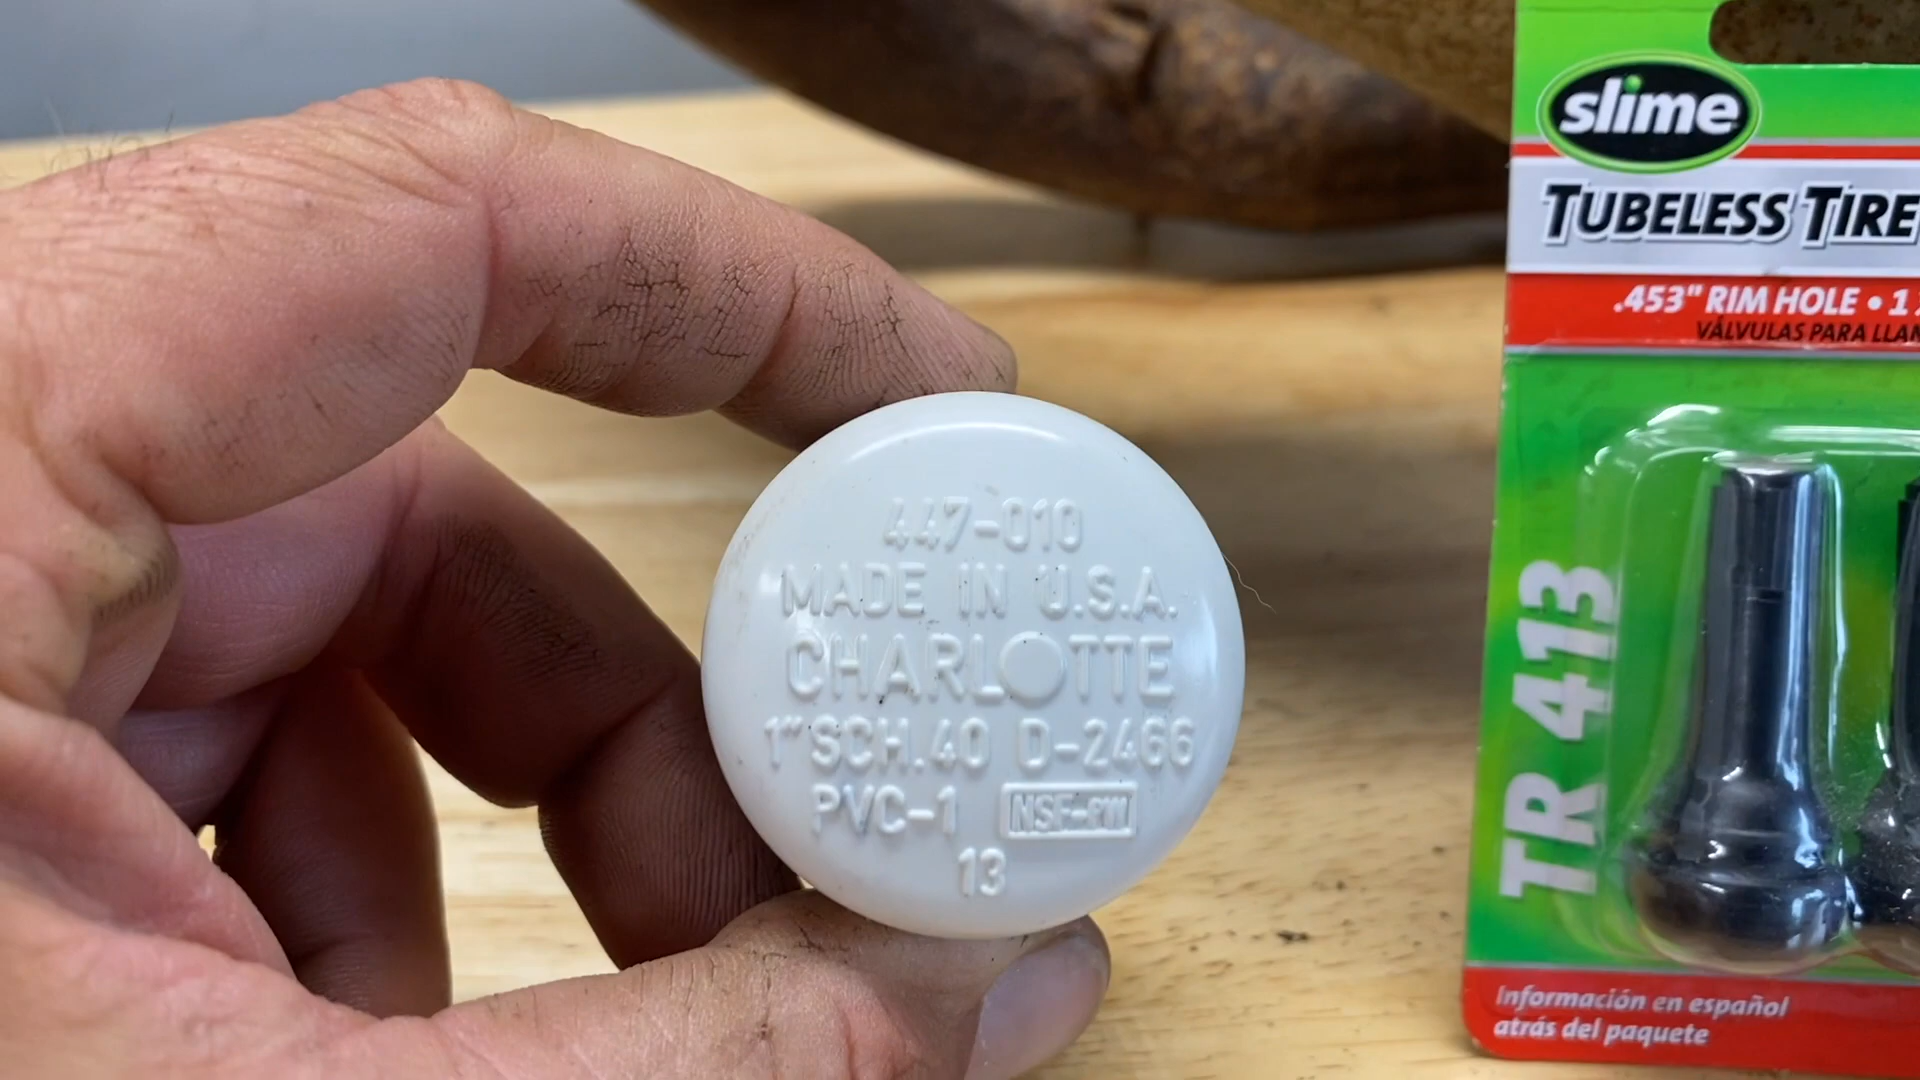 447-010
MADE IN U.S.A.
CHARLOTTE
1" SCH.40 D-2466
PVC-1 NSF-PW
13
slime
TUBELESS TIRE
.453" RIM HOLE • 1
VÁLVULAS PARA
TR 413
Información en español
atrás del paquete